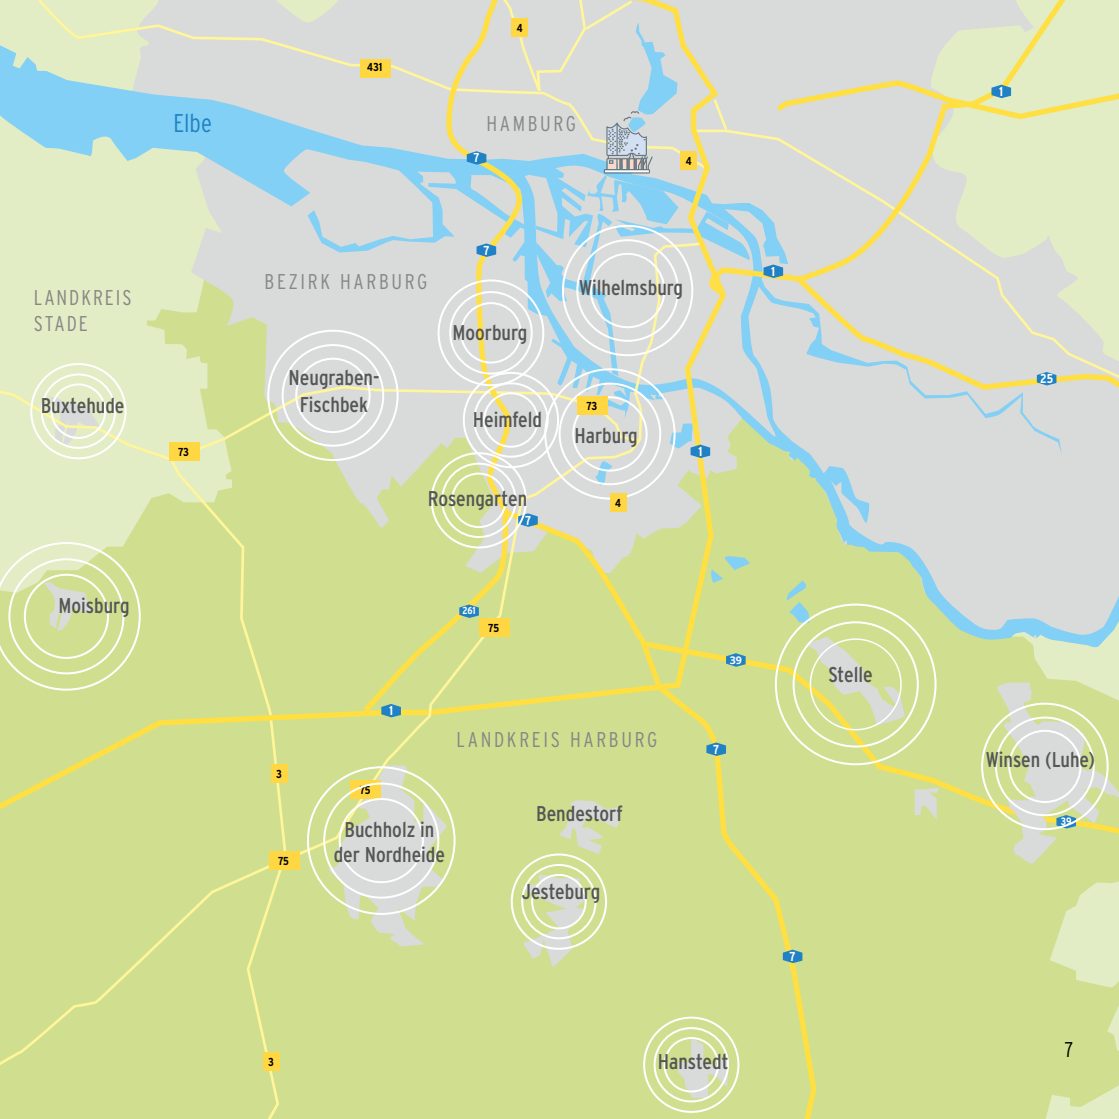 4
431
1
Elbe
HAMBURG
7
4
7
BEZIRK HARBURG
1
LANDKREIS
STADE
Wilhelmsburg
Moorburg
Neugraben-
Fischbek
25
Buxtehude
73
Heimfeld
Harburg
73
1
Rosengarten
4
7
Moisburg
261
75
39
Stelle
1
LANDKREIS HARBURG
7
Winsen (Luhe)
3
75
Bendestorf
39
Buchholz in
der Nordheide
75
Jesteburg
7
7
Hanstedt
3